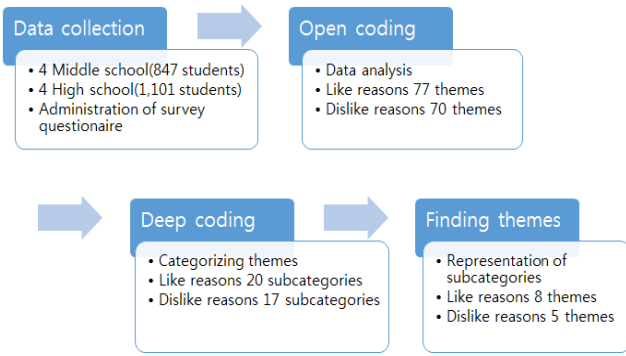 Data collection
• 4 Middle school(847 students)
• 4 High school(1,101 students)
• Administration of survey
questionaire
Open coding
• Data analysis
• Like reasons 77 themes
• Dislike reasons 70 themes
Deep coding
• Categorizing themes
• Like reasons 20 subcategories
• Dislike reasons 17 subcategories
Finding themes
• Representation of
subcategories
• Like reasons 8 themes
• Dislike reasons 5 themes